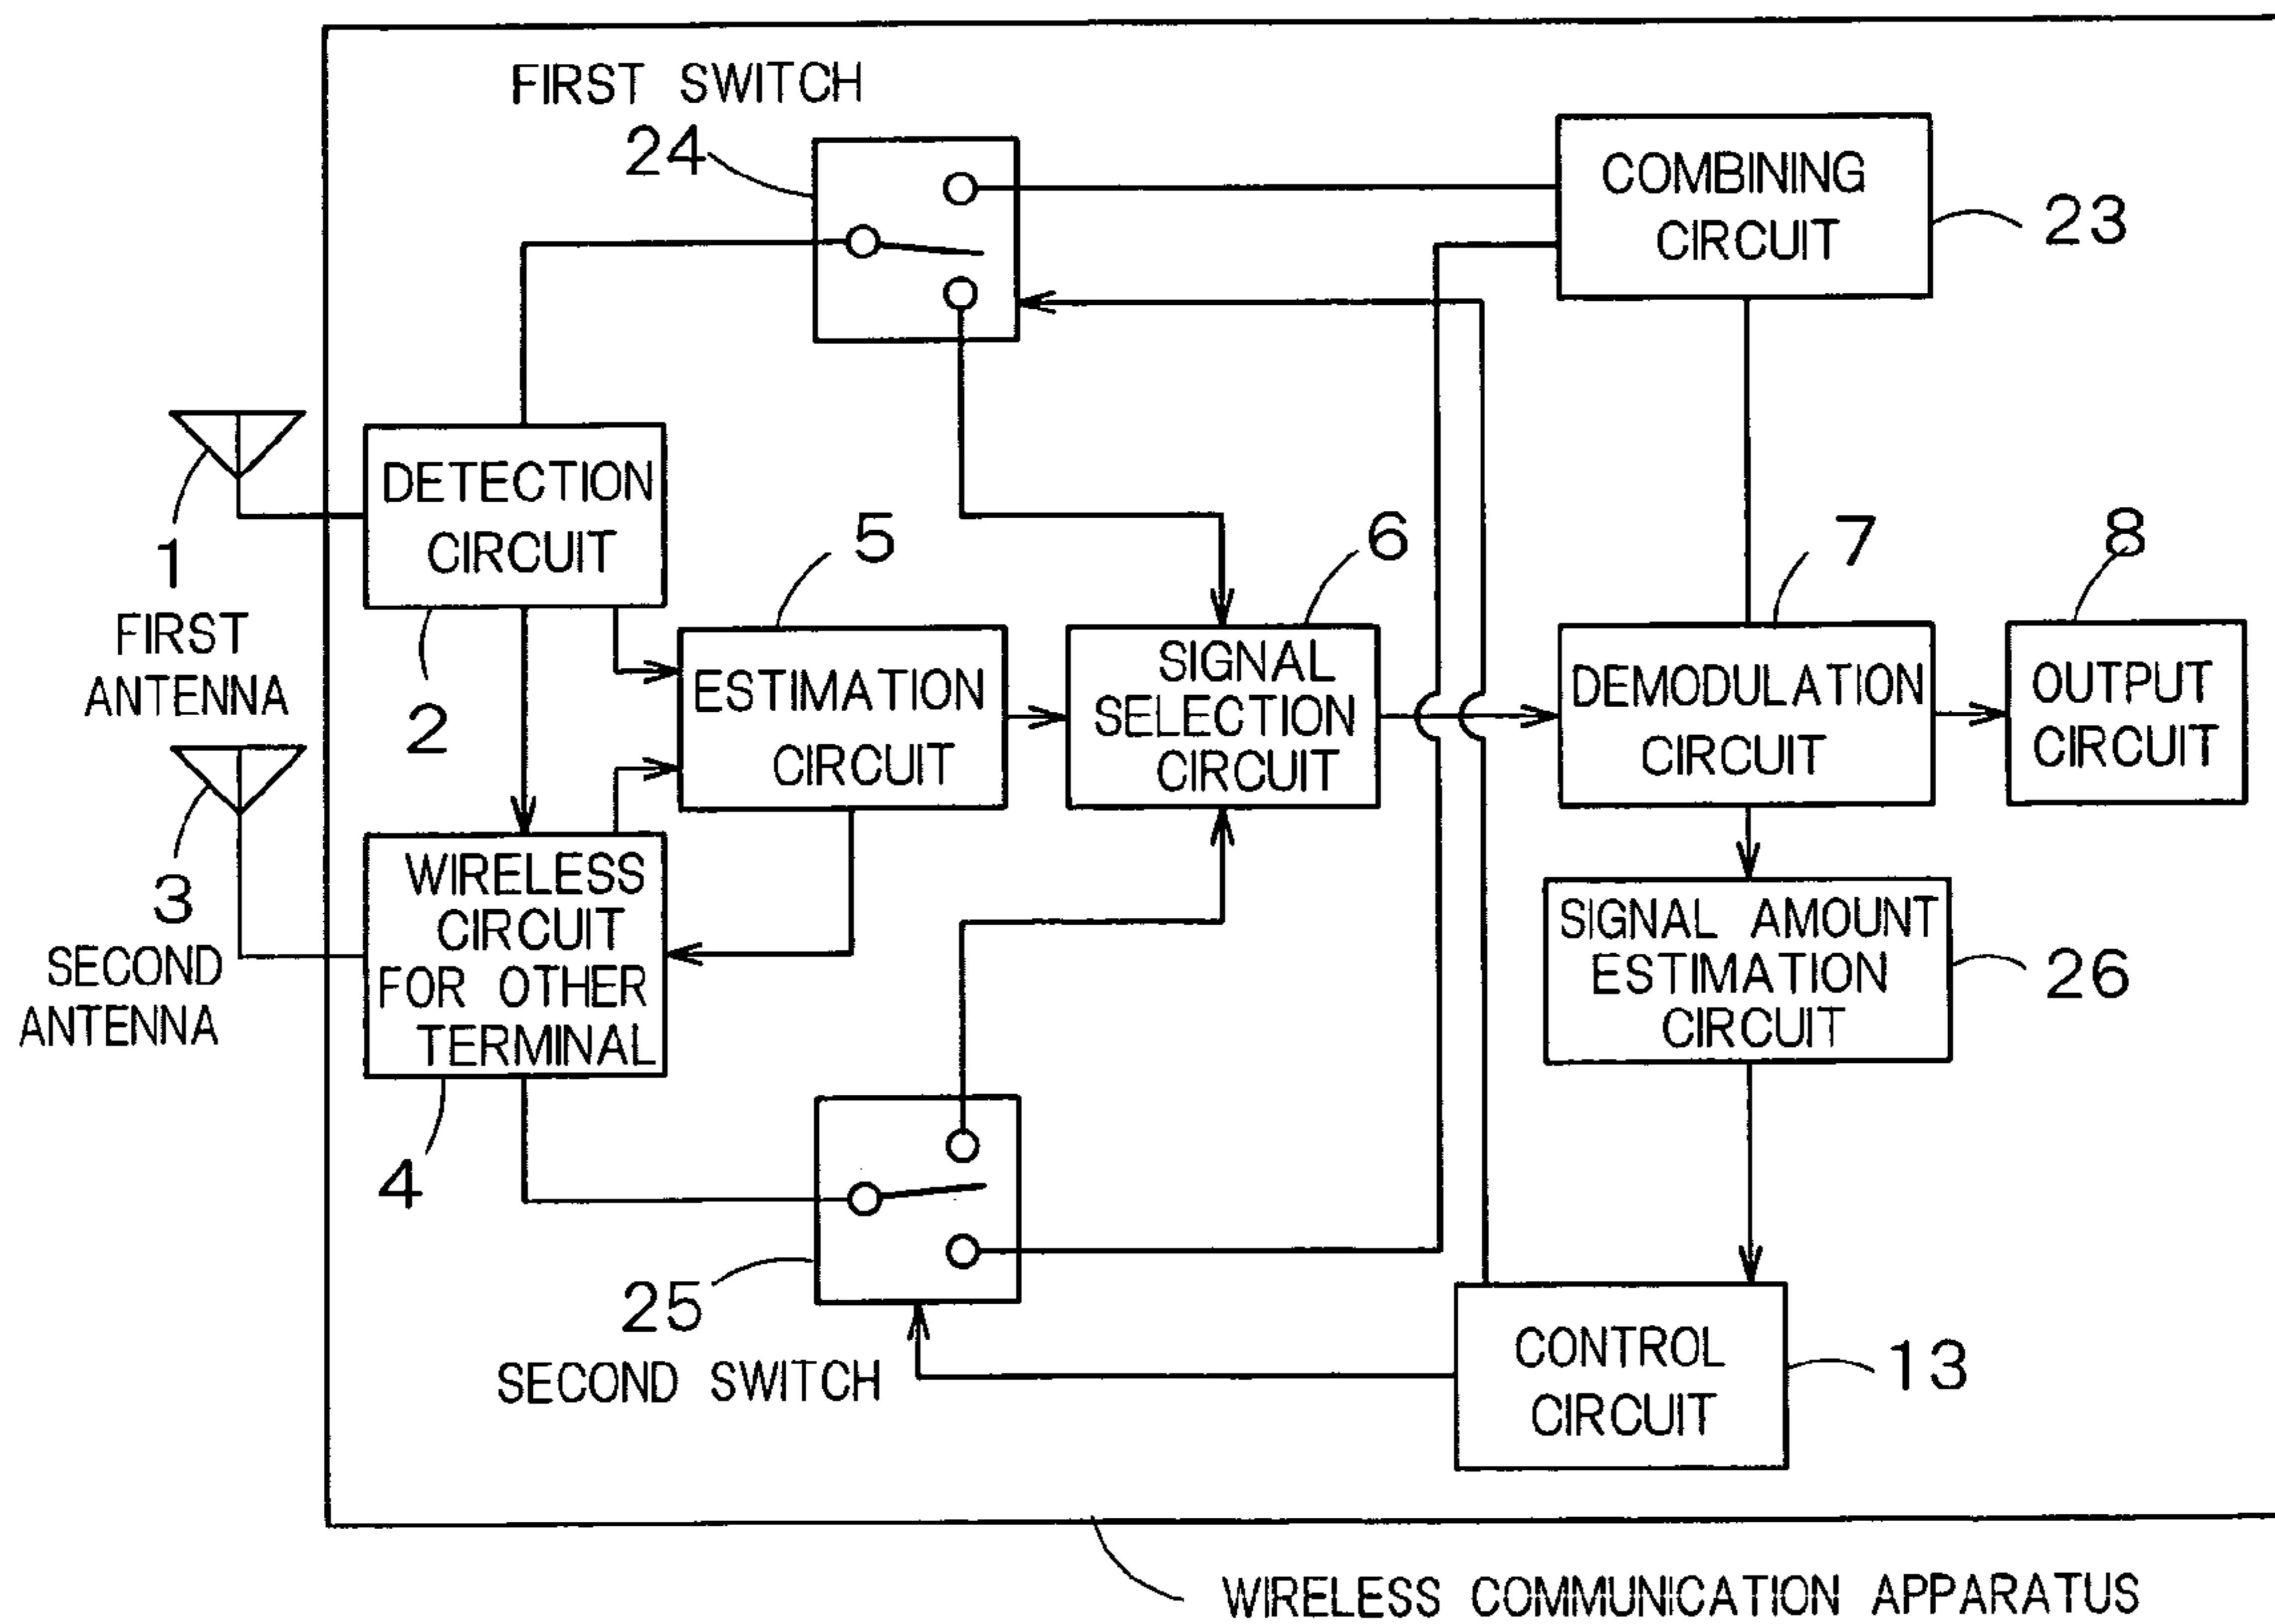 FIRST SWITCH
24
COMBINING
CIRCUIT
23
DETECTION
CIRCUIT
1
FIRST
ANTENNA
2
5
6
7
8
ESTIMATION
CIRCUIT
SIGNAL
SELECTION
CIRCUIT
DEMODULATION
CIRCUIT
OUTPUT
CIRCUIT
3
SECOND
ANTENNA
WIRELESS
CIRCUIT
FOR OTHER
TERMINAL
4
SIGNAL AMOUNT
ESTIMATION
CIRCUIT
26
25
SECOND SWITCH
CONTROL
CIRCUIT
13
WIRELESS COMMUNICATION APPARATUS